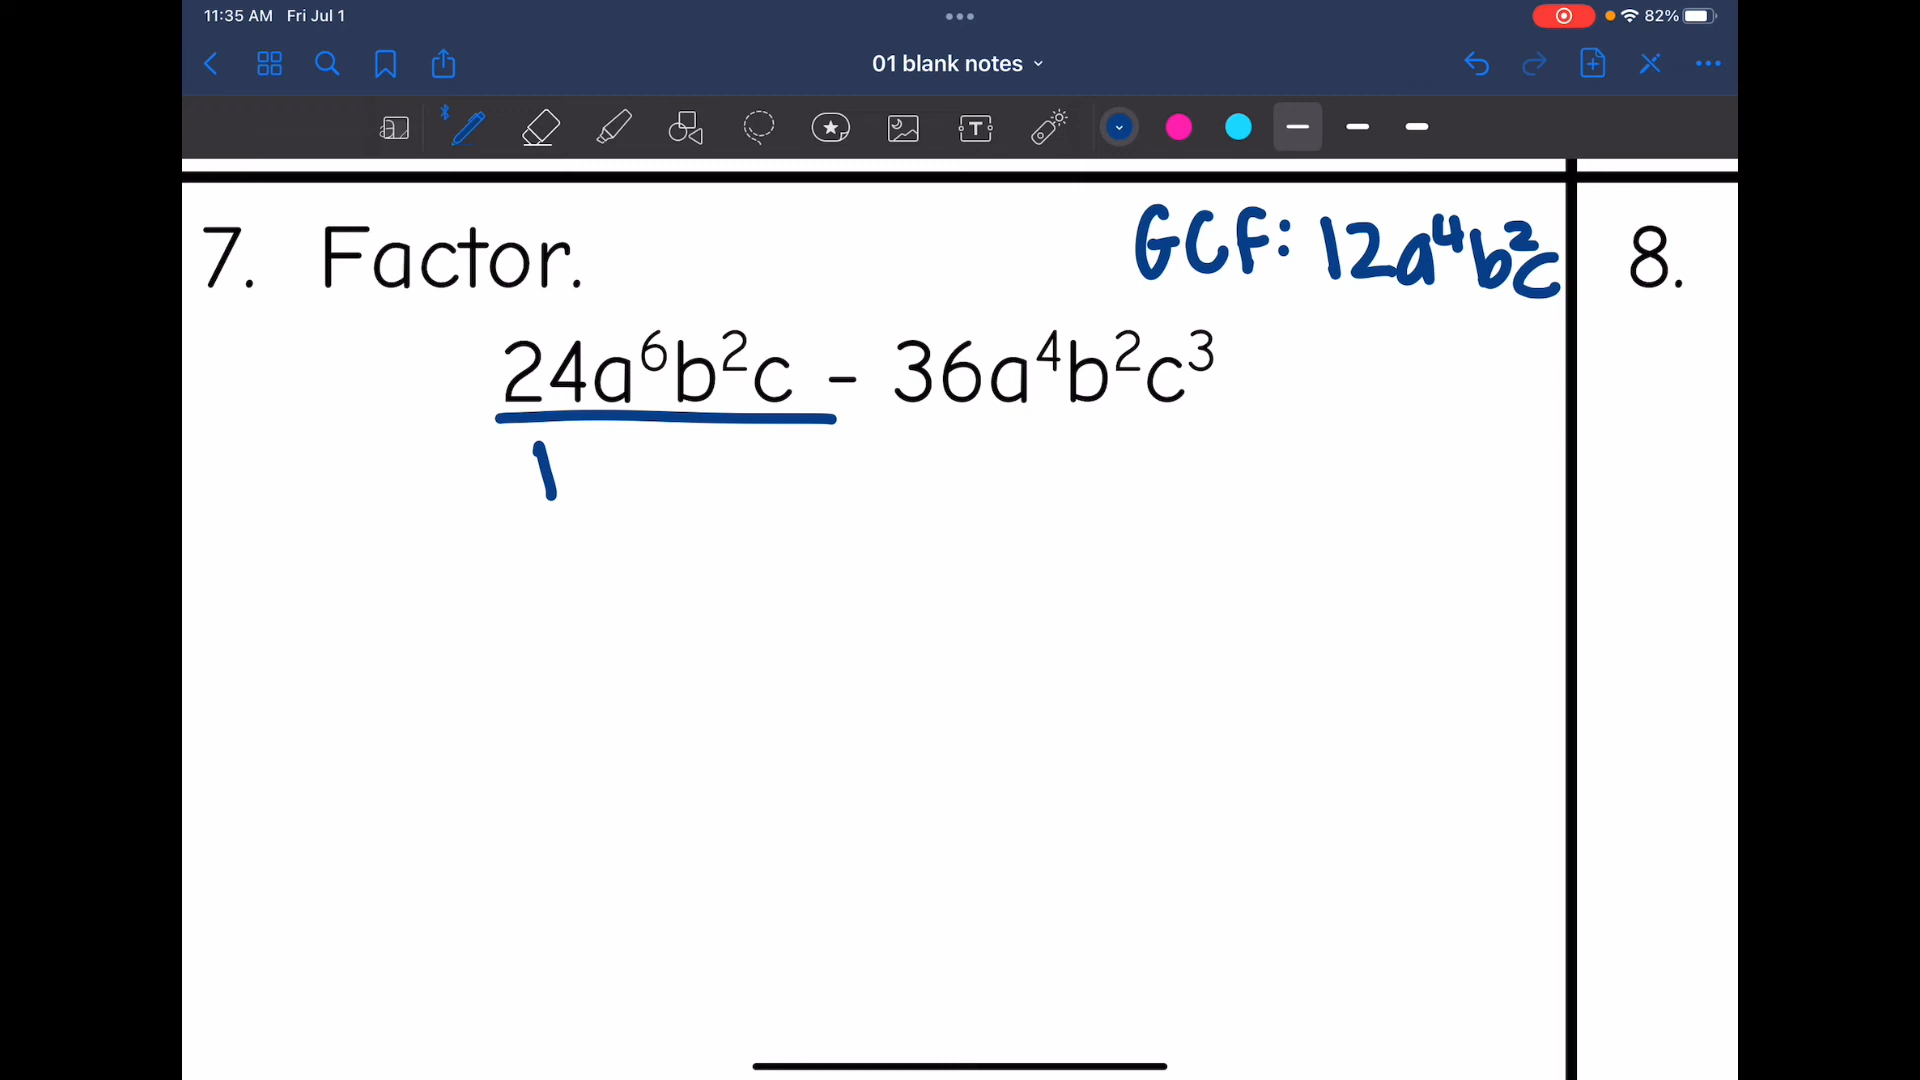 11:35 AM Fri Jul 1 82%
01 blank notes
7. Factor. GCF: 12a⁴b²c 8.
24a⁶b²c - 36a⁴b²c³
1